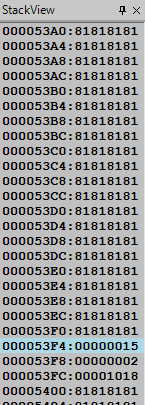 StackView
000053A0:81818181
000053A4:81818181
000053A8:81818181
000053AC:81818181
000053B0:81818181
000053B4:81818181
000053B8:81818181
000053BC:81818181
000053C0:81818181
000053C4:81818181
000053C8:81818181
000053CC:81818181
000053D0:81818181
000053D4:81818181
000053D8:81818181
000053DC:81818181
000053E0:81818181
000053E4:81818181
000053E8:81818181
000053EC:81818181
000053F0:81818181
000053F4:00000015
000053F8:00000002
000053FC:00001018
00005400:81818181